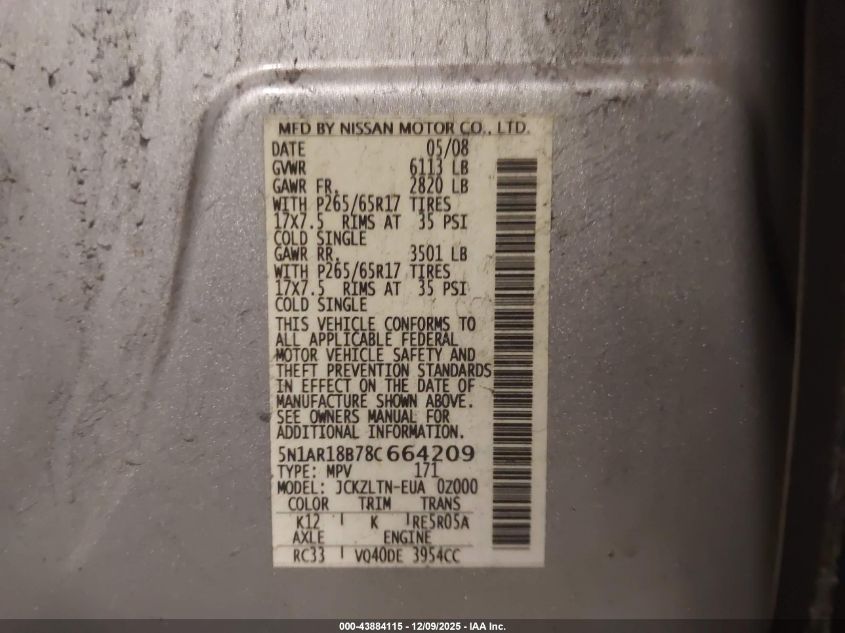 MFD BY NISSAN MOTOR CO., LTD.
DATE 05/08
GVWR 6113 LB
GAWR FR. 2820 LB
WITH P265/65R17 TIRES
17X7.5 RIMS AT 35 PSI
COLD SINGLE
GAWR RR. 3501 LB
WITH P265/65R17 TIRES
17X7.5 RIMS AT 35 PSI
COLD SINGLE
THIS VEHICLE CONFORMS TO
ALL APPLICABLE FEDERAL
MOTOR VEHICLE SAFETY AND
THEFT PREVENTION STANDARDS
IN EFFECT ON THE DATE OF
MANUFACTURE SHOWN ABOVE.
SEE OWNERS MANUAL FOR
ADDITIONAL INFORMATION.
5N1AR18B78C664209
TYPE: MPV 171
MODEL: JCKZLTN-EUA 0Z000
COLOR TRIM TRANS
K12 K RE5R05A
AXLE ENGINE
RC33 VQ40DE 3954CC
000-43884115 - 12/09/2025 - IAA Inc.